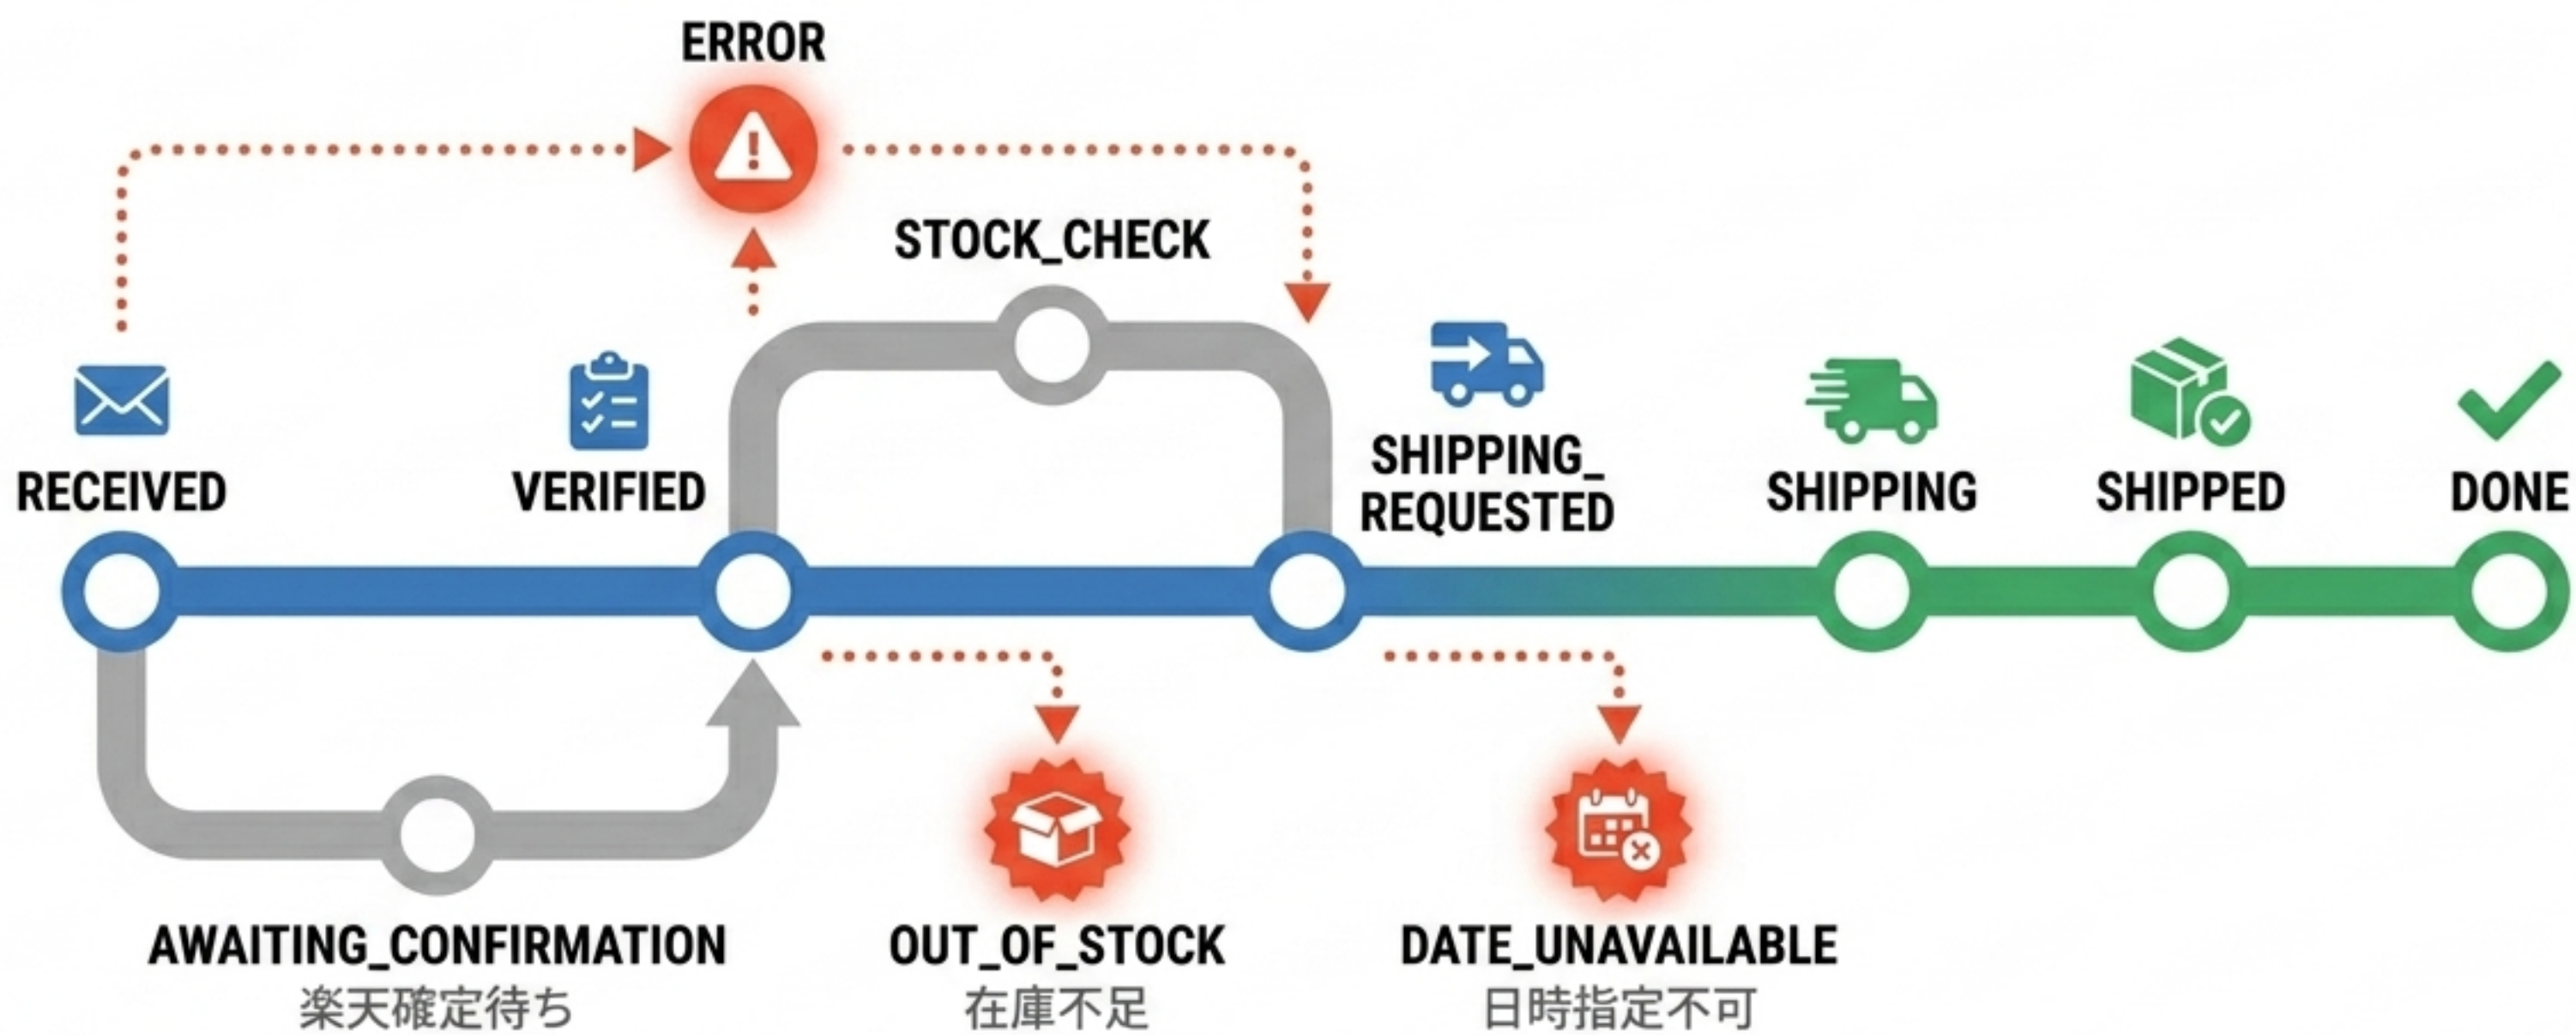 ERROR
STOCK_CHECK
RECEIVED
VERIFIED
SHIPPING_
REQUESTED
SHIPPING
SHIPPED
DONE
AWAITING_CONFIRMATION
楽天確定待ち
OUT_OF_STOCK
在庫不足
DATE_UNAVAILABLE
日時指定不可